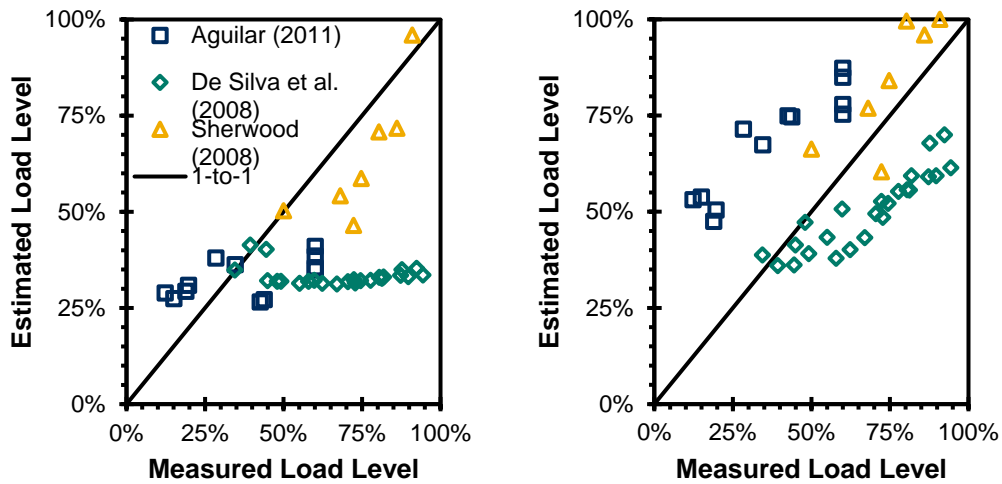 100%
75%
50%
25%
0%
0%
25%
50%
75%
100%
Estimated Load Level
Measured Load Level
Aguilar (2011)
De Silva et al.
(2008)
Sherwood
(2008)
1-to-1
100%
75%
50%
25%
0%
0%
25%
50%
75%
100%
Estimated Load Level
Measured Load Level